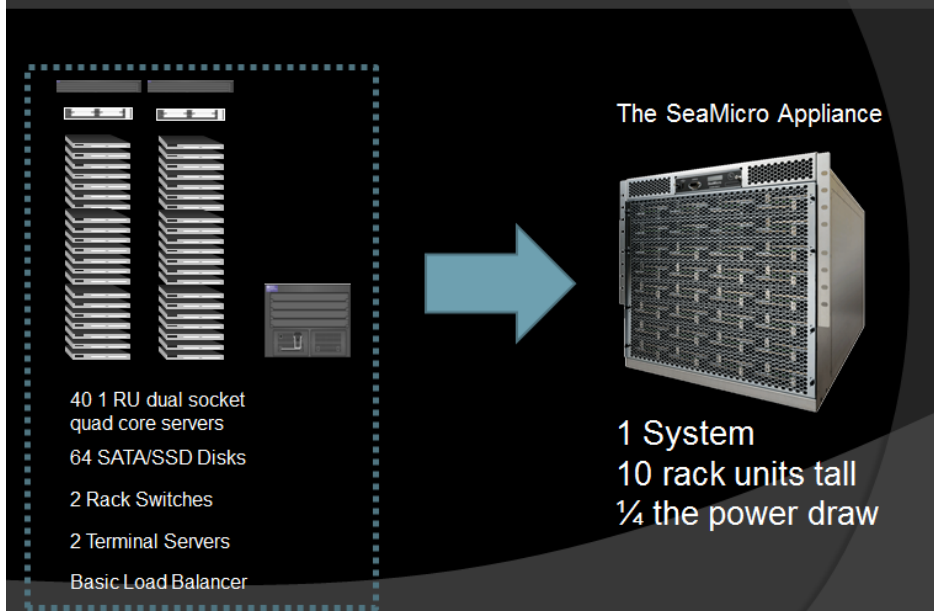 40 1 RU dual socket
quad core servers
64 SATA/SSD Disks
2 Rack Switches
2 Terminal Servers
Basic Load Balancer
The SeaMicro Appliance
1 System
10 rack units tall
¼ the power draw